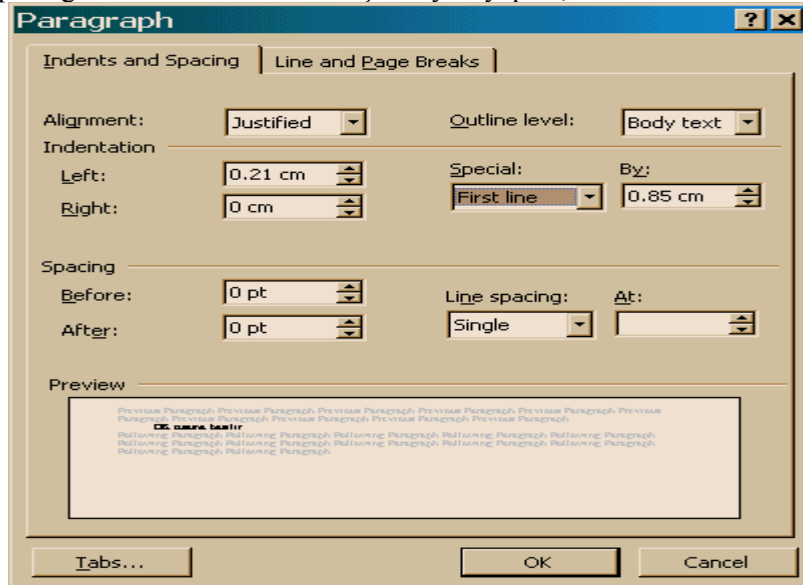 Paragraph
Indents and Spacing
Line and Page Breaks
Alignment:
Justified
Outline level:
Body text
Indentation
Left:
0.21 cm
Special:
By:
Right:
0 cm
First line
0.85 cm
Spacing
Before:
0 pt
Line spacing:
At:
After:
0 pt
Single
Preview
Previous Paragraph Previous Paragraph Previous Paragraph Previous Paragraph Previous Paragraph Previous
Paragraph Previous Paragraph Previous Paragraph Previous Paragraph Previous Paragraph
Following Paragraph Following Paragraph Following Paragraph Following Paragraph Following Paragraph
Following Paragraph Following Paragraph Following Paragraph Following Paragraph Following Paragraph
Following Paragraph Following Paragraph
Tabs...
OK
Cancel